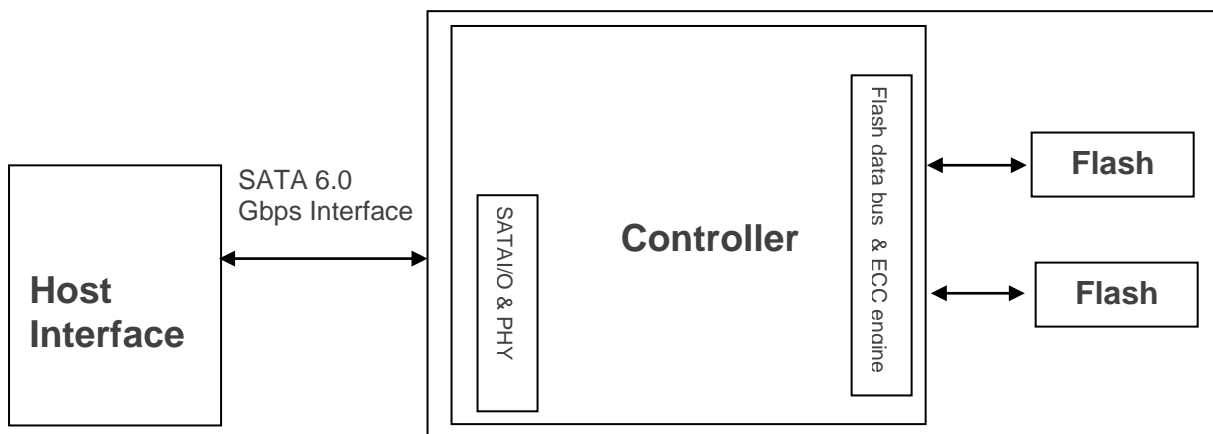 SATA 6.0
Gbps Interface
Host
Interface
SATAI/O & PHY
Controller
Flash data bus & ECC engine
Flash
Flash